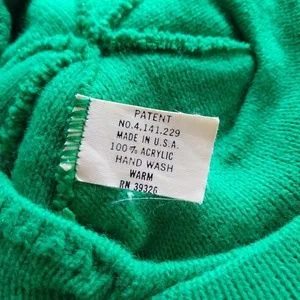 PATENT
NO.4.141.229
MADE IN U.S.A.
100% ACRYLIC
HAND WASH
WARM
RN 39326